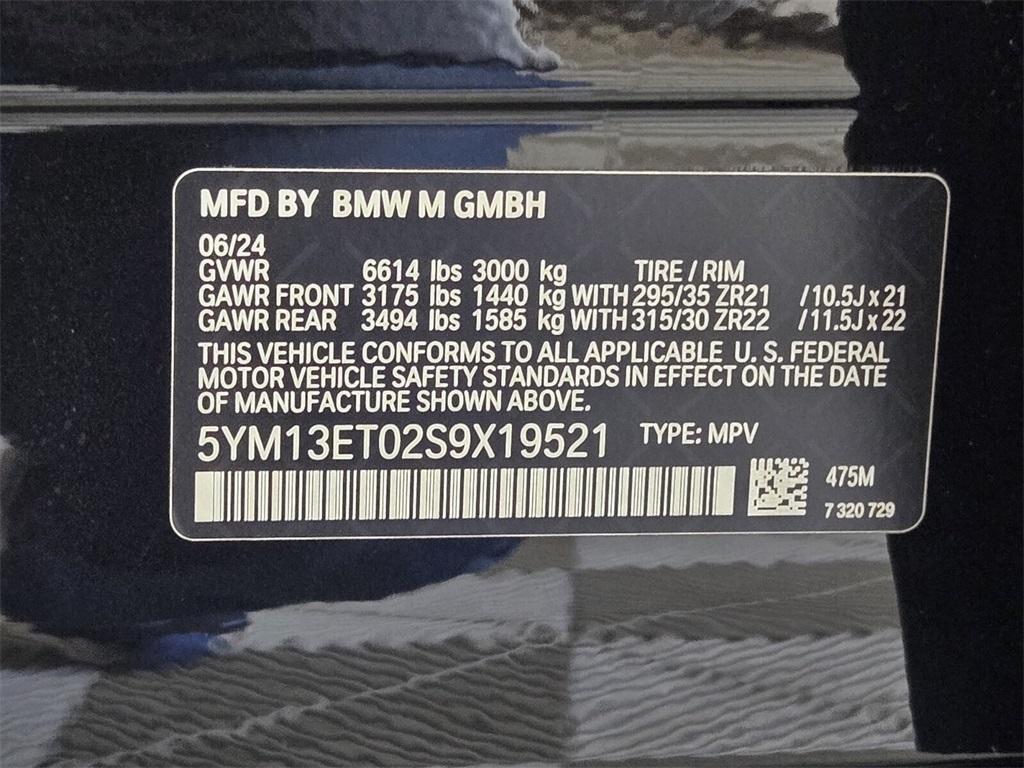 MFD BY BMW M GMBH
06/24
GVWR 6614 lbs 3000 kg TIRE / RIM
GAWR FRONT 3175 lbs 1440 kg WITH 295/35 ZR21 /10.5J x 21
GAWR REAR 3494 lbs 1585 kg WITH 315/30 ZR22 /11.5J x 22
THIS VEHICLE CONFORMS TO ALL APPLICABLE U. S. FEDERAL
MOTOR VEHICLE SAFETY STANDARDS IN EFFECT ON THE DATE
OF MANUFACTURE SHOWN ABOVE.
5YM13ET02S9X19521 TYPE: MPV
475M
7 320 729